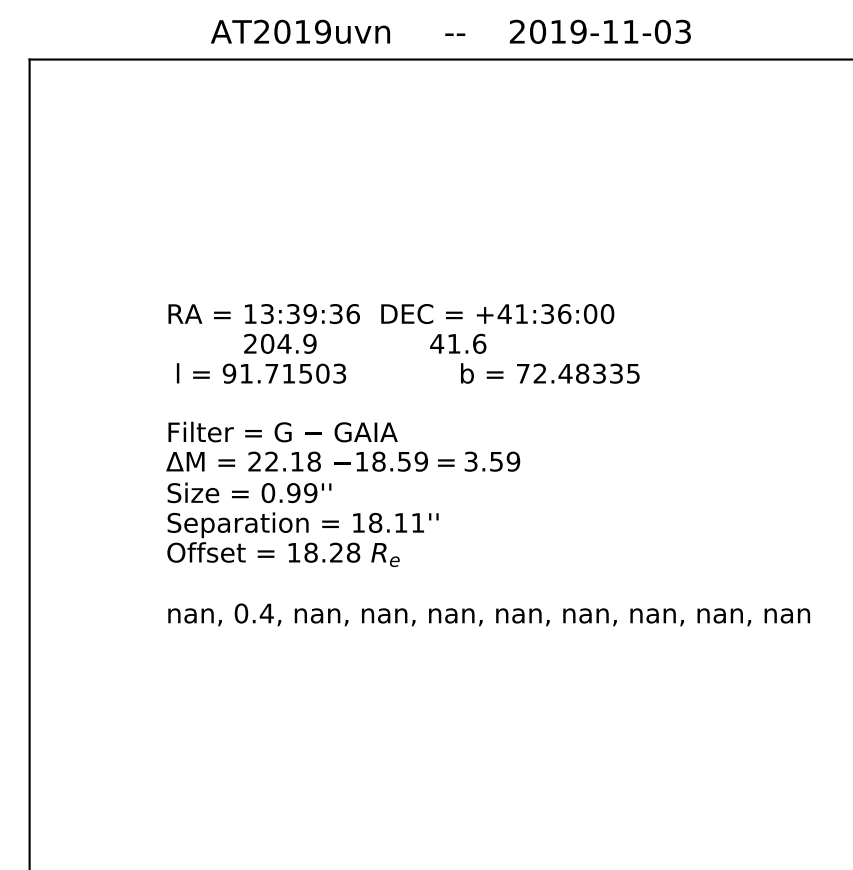 AT2019uvn -- 2019-11-03
RA = 13:39:36 DEC = +41:36:00
204.9 41.6
l = 91.71503 b = 72.48335
Filter = G − GAIA
ΔM = 22.18 −18.59 = 3.59
Size = 0.99''
Separation = 18.11''
Offset = 18.28 Re
nan, 0.4, nan, nan, nan, nan, nan, nan, nan, nan